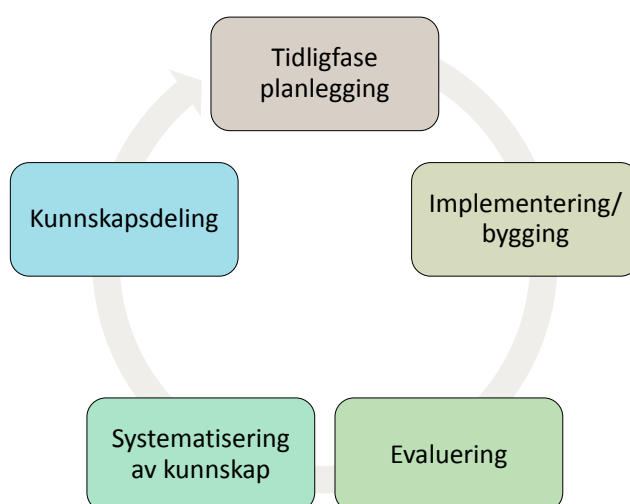 Tidligfase
planlegging
Implementering/
bygging
Evaluering
Systematisering
av kunnskap
Kunnskapsdeling